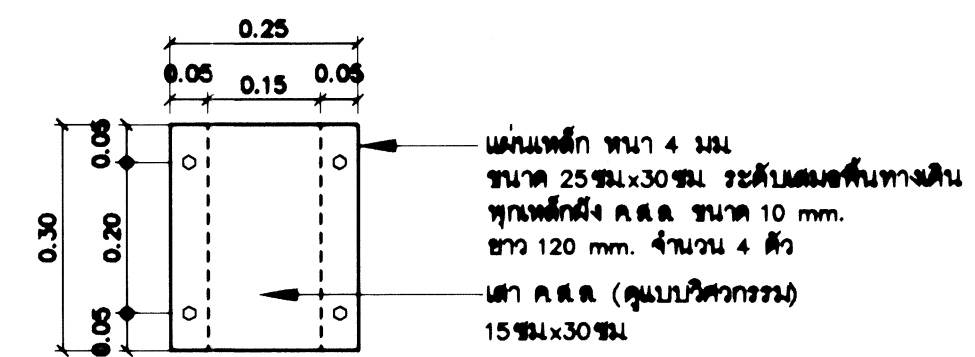 0.25
0.05 0.15 0.05
0.05
0.30 0.20
0.05
แผ่นเหล็ก หนา 4 มม
ขนาด 25ซม x30ซม ระดับเสมอพื้นทางเดิน
พุกเหล็กฝัง ค.ส.ล. ขนาด 10 mm.
ยาว 120 mm. จำนวน 4 ตัว
เสา ค.ส.ล. (ดูแบบวิศวกรรม)
15ซม x30ซม